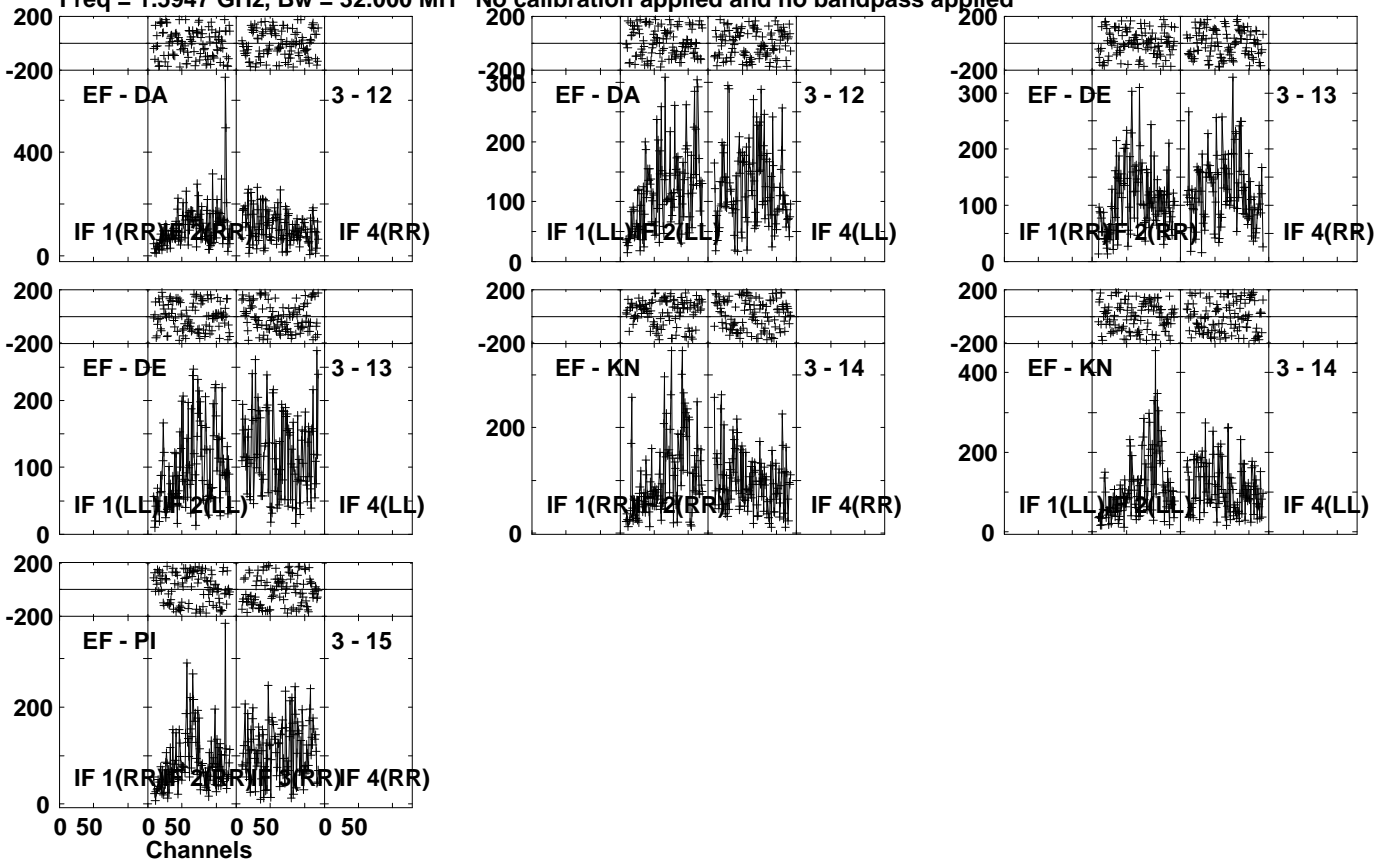 Freq = 1.5947 GHz, Bw = 32.000 MH No calibration applied and no bandpass applied
200
-200
EF - DA 3 - 12
400
IF 1(RR) IF 2(RR) IF 4(RR)
0
200
-200
300
EF - DA 3 - 12
200
100
IF 1(LL) IF 2(LL) IF 4(LL)
0
200
-200
300
EF - DE 3 - 13
200
100
IF 1(RR) IF 2(RR) IF 4(RR)
0
200
-200
EF - DE 3 - 13
200
100
IF 1(LL) IF 2(LL) IF 4(LL)
0
200
-200
EF - KN 3 - 14
200
IF 1(RR) IF 2(RR) IF 4(RR)
0
200
-200
EF - KN 3 - 14
400
200
IF 1(LL) IF 2(LL) IF 4(LL)
0
200
-200
EF - PI 3 - 15
200
IF 1(RR) IF 2(RR) IF 3(RR) IF 4(RR)
0
0 50 0 50 0 50 0 50
Channels